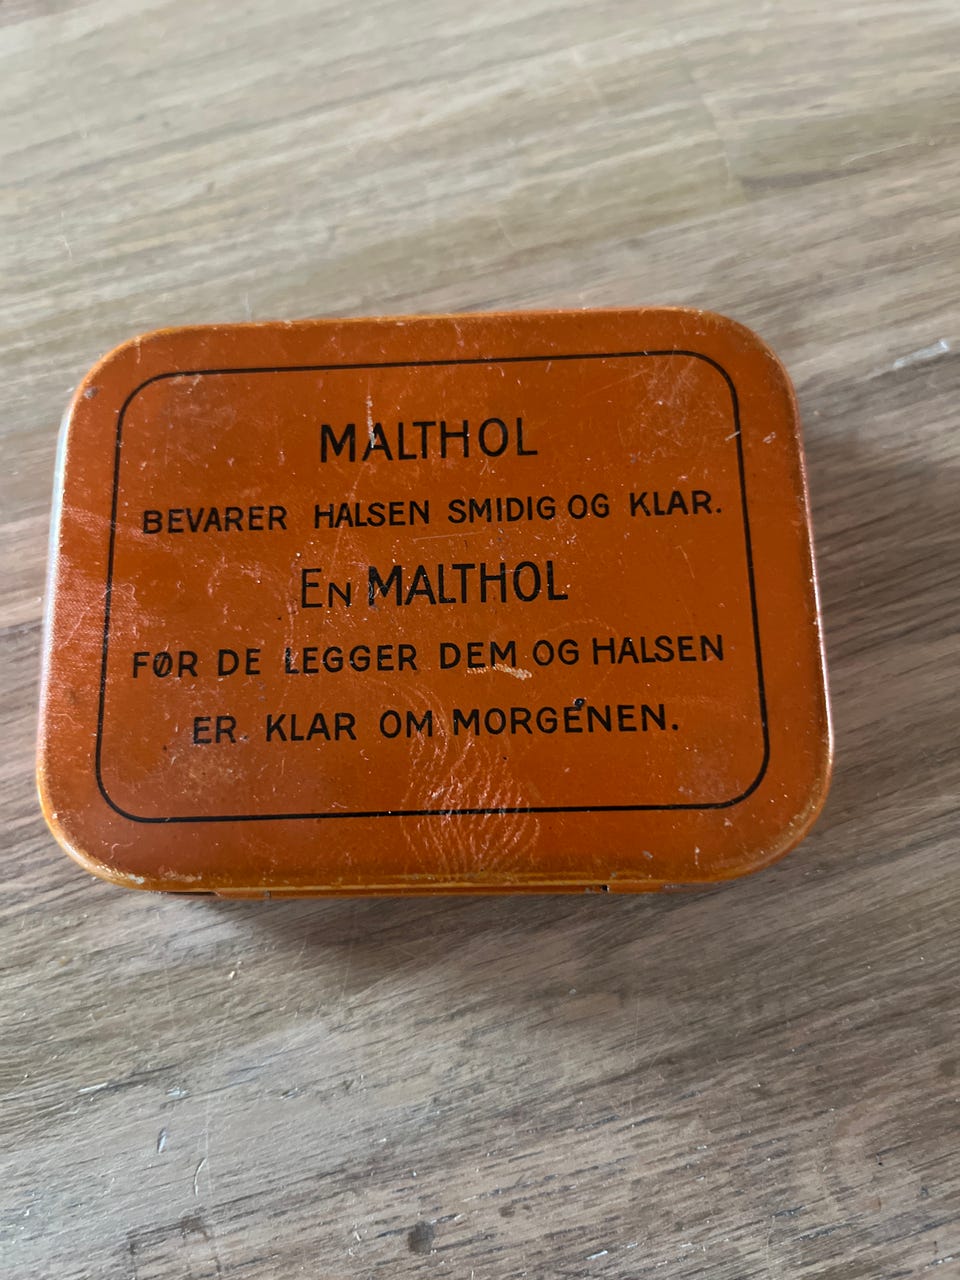 MALTHOL
BEVARER HALSEN SMIDIG OG KLAR.
EN MALTHOL
FØR DE LEGGER DEM OG HALSEN
ER KLAR OM MORGENEN.